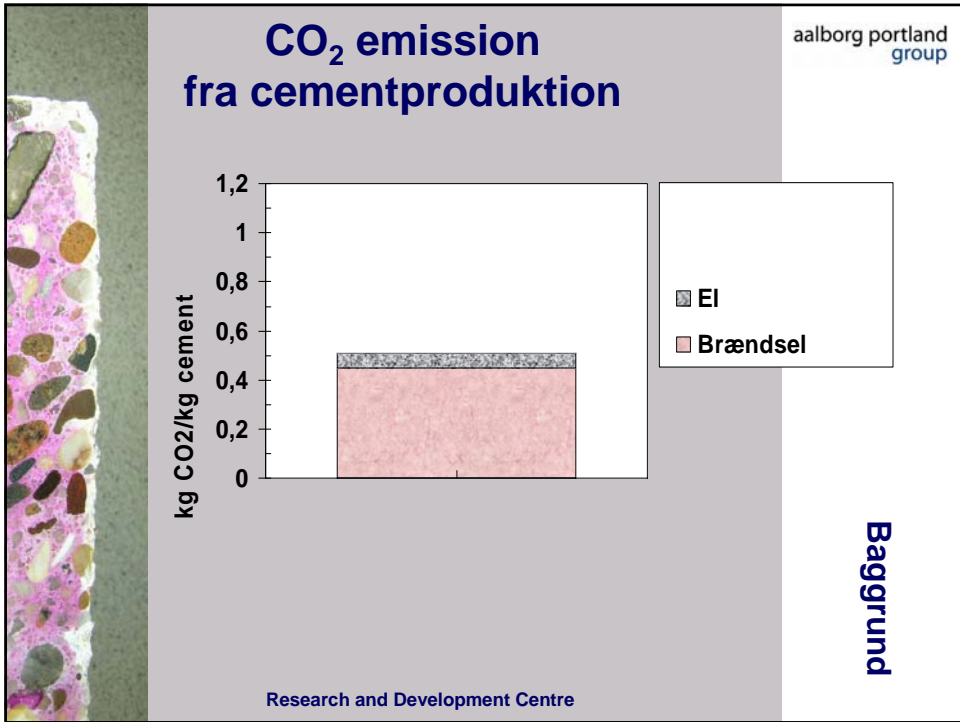 CO2 emission
fra cementproduktion
aalborg portland
group
kg CO2/kg cement
1,2
1
0,8
0,6
0,4
0,2
0
El
Brændsel
Baggrund
Research and Development Centre